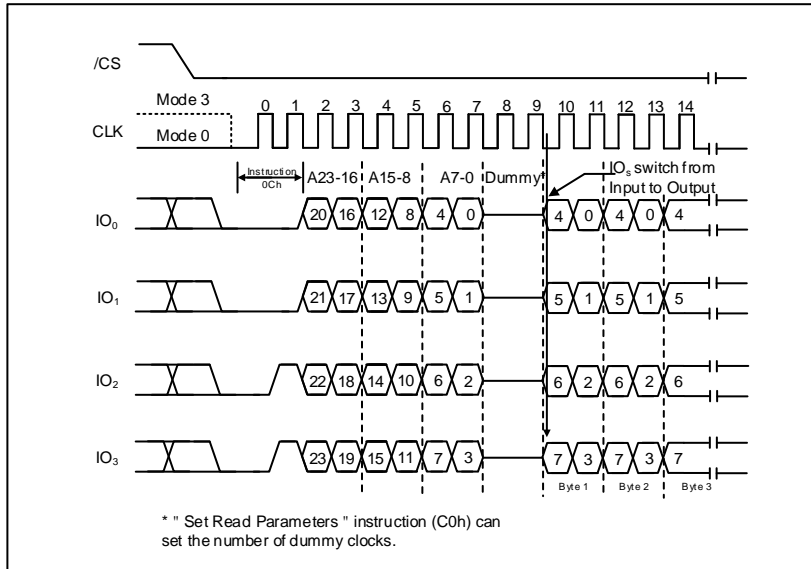 /CS
Mode 3
0 1 2 3 4 5 6 7 8 9 10 11 12 13 14
CLK
Mode 0
Instruction
0Ch
A23-16 A15-8 A7-0 Dummy*
IOs switch from
Input to Output
IO0 20 16 12 8 4 0 4 0 4 0 4
IO1 21 17 13 9 5 1 5 1 5 1 5
IO2 22 18 14 10 6 2 6 2 6 2 6
IO3 23 19 15 11 7 3 7 3 7 3 7
Byte 1 Byte 2 Byte 3
* " Set Read Parameters " instruction (C0h) can
set the number of dummy clocks.